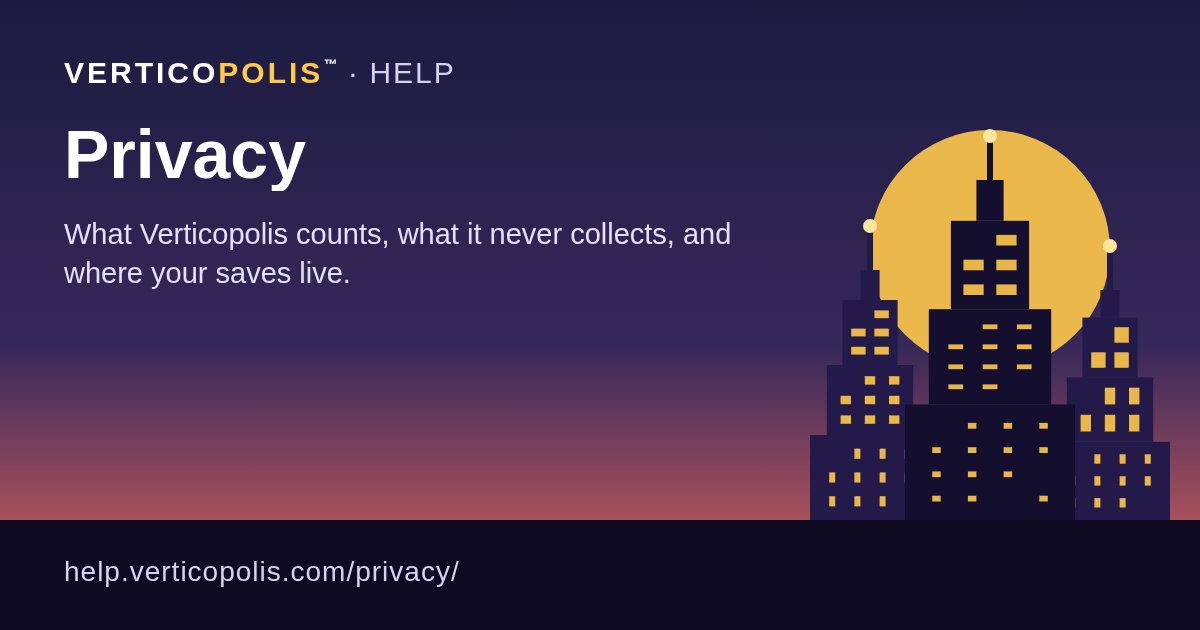 VERTICOPOLIS™ · HELP
Privacy
What Verticopolis counts, what it never collects, and
where your saves live.
help.verticopolis.com/privacy/